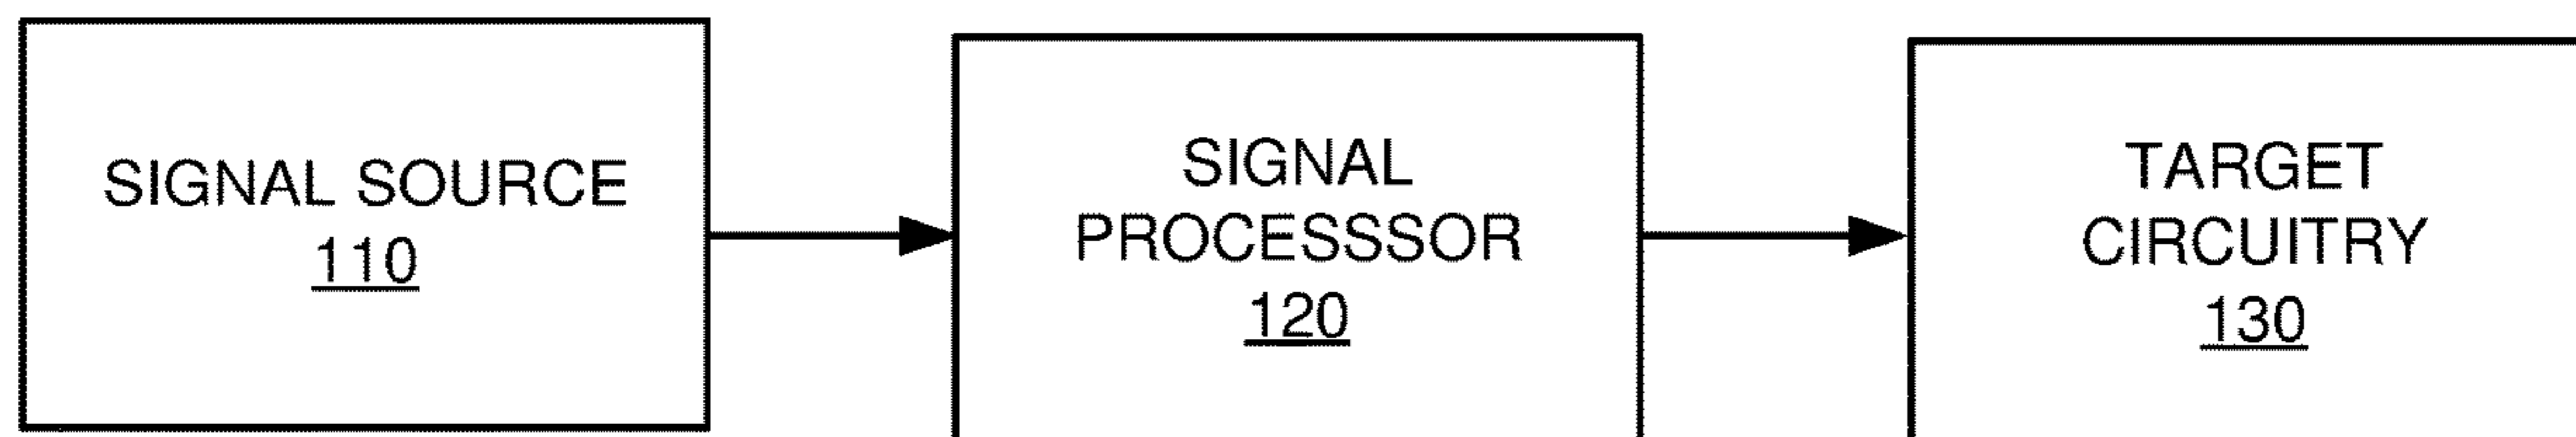 SIGNAL SOURCE
110
SIGNAL
PROCESSSOR
120
TARGET
CIRCUITRY
130